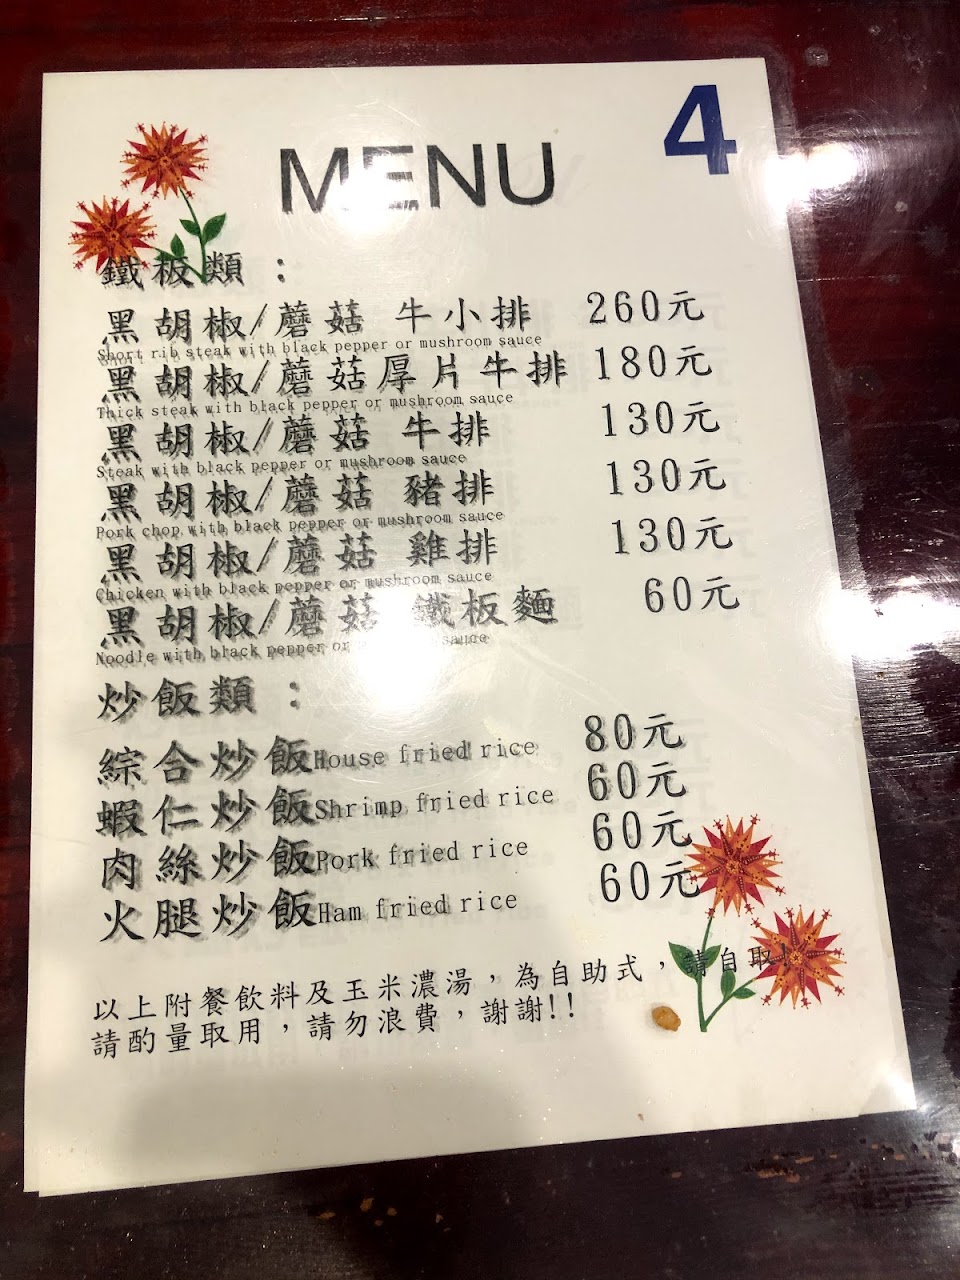 4
MENU
鐵板類：
黑胡椒/蘑菇 牛小排 260元
Short rib steak with black pepper or mushroom sauce
黑胡椒/蘑菇厚片牛排 180元
Thick steak with black pepper or mushroom sauce
黑胡椒/蘑菇 牛排 130元
Steak with black pepper or mushroom sauce
黑胡椒/蘑菇 豬排 130元
Pork chop with black pepper or mushroom sauce
黑胡椒/蘑菇 雞排 130元
Chicken with black pepper or mushroom sauce
黑胡椒/蘑菇 鐵板麵 60元
Noodle with black pepper or sauce
炒飯類：
綜合炒飯House fried rice 80元
蝦仁炒飯Shrimp fried rice 60元
肉絲炒飯Pork fried rice 60元
火腿炒飯Ham fried rice 60元
以上附餐飲料及玉米濃湯，為自助式，請自取!
請酌量取用，請勿浪費，謝謝!!